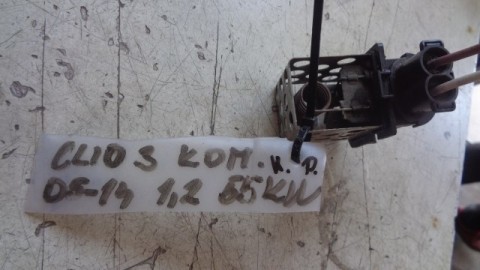 CLIO 3 KOM. K. P.
05-14 1,2 55KW